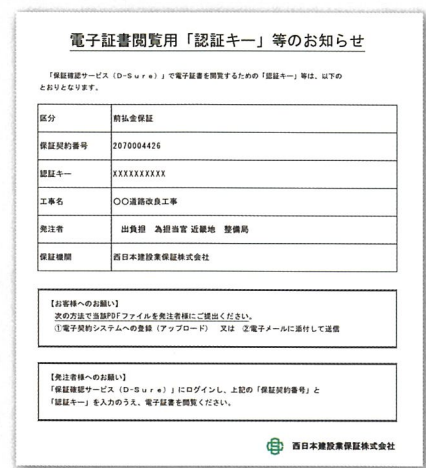 電子証書閲覧用「認証キー」等のお知らせ
「保証確認サービス（D-Sure）」で電子証書を閲覧するための「認証キー」等は、以下の
とおりとなります。
区分 前払金保証
保証契約番号 2070004426
認証キー XXXXXXXXXX
工事名 〇〇道路改良工事
発注者 出負担 為担当官 近畿地 整備局
保証機関 西日本建設業保証株式会社
【お客様へのお願い】
次の方法で当該PDFファイルを発注者様にご提出ください。
①電子契約システムへの登録（アップロード） 又は ②電子メールに添付して送信
【発注者様へのお願い】
「保証確認サービス（D-Sure）」にログインし、上記の「保証契約番号」と
「認証キー」を入力のうえ、電子証書を閲覧ください。
西日本建設業保証株式会社